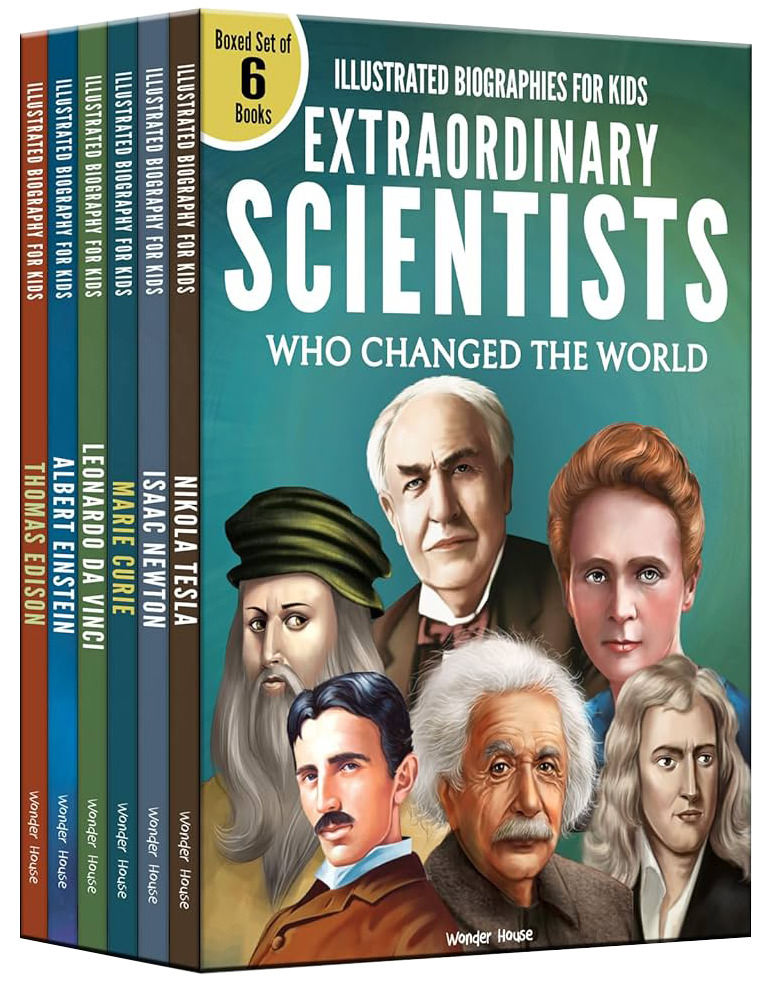 Boxed Set of
6
Books
ILLUSTRATED BIOGRAPHIES FOR KIDS
EXTRAORDINARY
SCIENTISTS
WHO CHANGED THE WORLD
Wonder House
ILLUSTRATED BIOGRAPHY FOR KIDS
THOMAS EDISON
Wonder House
ILLUSTRATED BIOGRAPHY FOR KIDS
ALBERT EINSTEIN
Wonder House
ILLUSTRATED BIOGRAPHY FOR KIDS
LEONARDO DA VINCI
Wonder House
ILLUSTRATED BIOGRAPHY FOR KIDS
MARIE CURIE
Wonder House
ILLUSTRATED BIOGRAPHY FOR KIDS
ISAAC NEWTON
Wonder House
ILLUSTRATED BIOGRAPHY FOR KIDS
NIKOLA TESLA
Wonder House